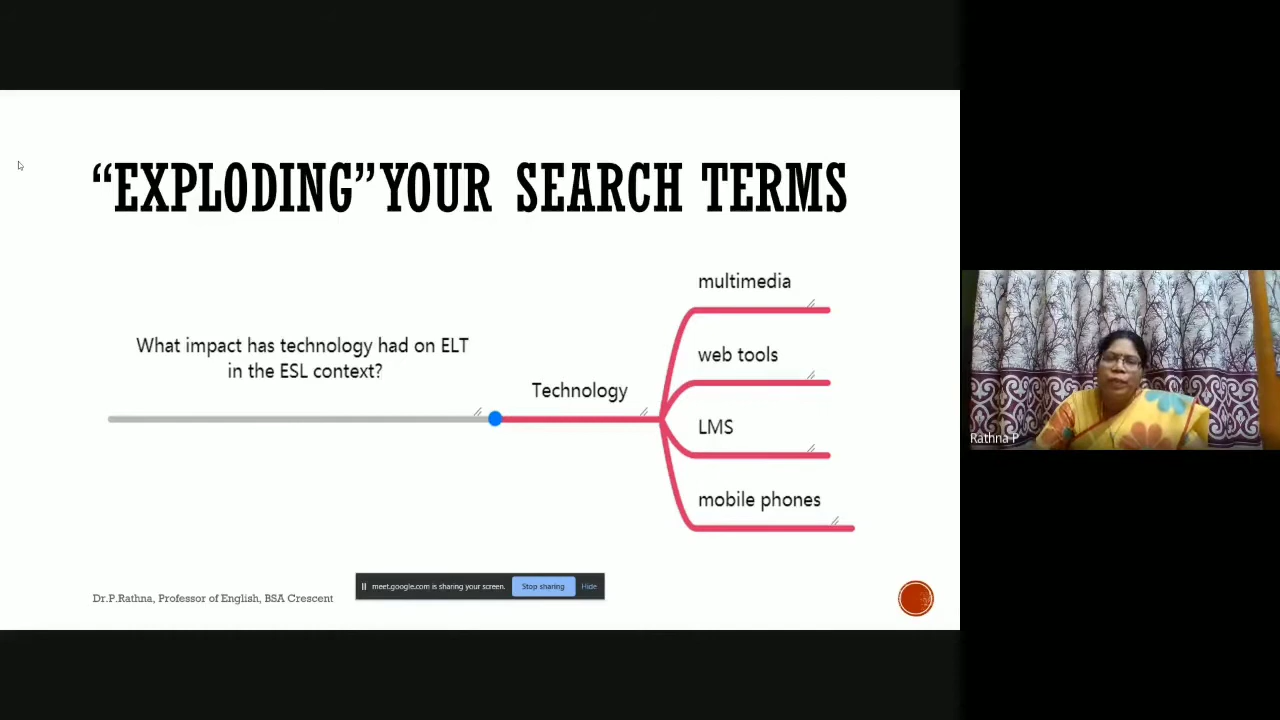 “EXPLODING”YOUR SEARCH TERMS
multimedia
What impact has technology had on ELT
in the ESL context?
web tools
Technology
LMS
Rathna P
mobile phones
meet.google.com is sharing your screen. Stop sharing Hide
Dr.P.Rathna, Professor of English, BSA Crescent